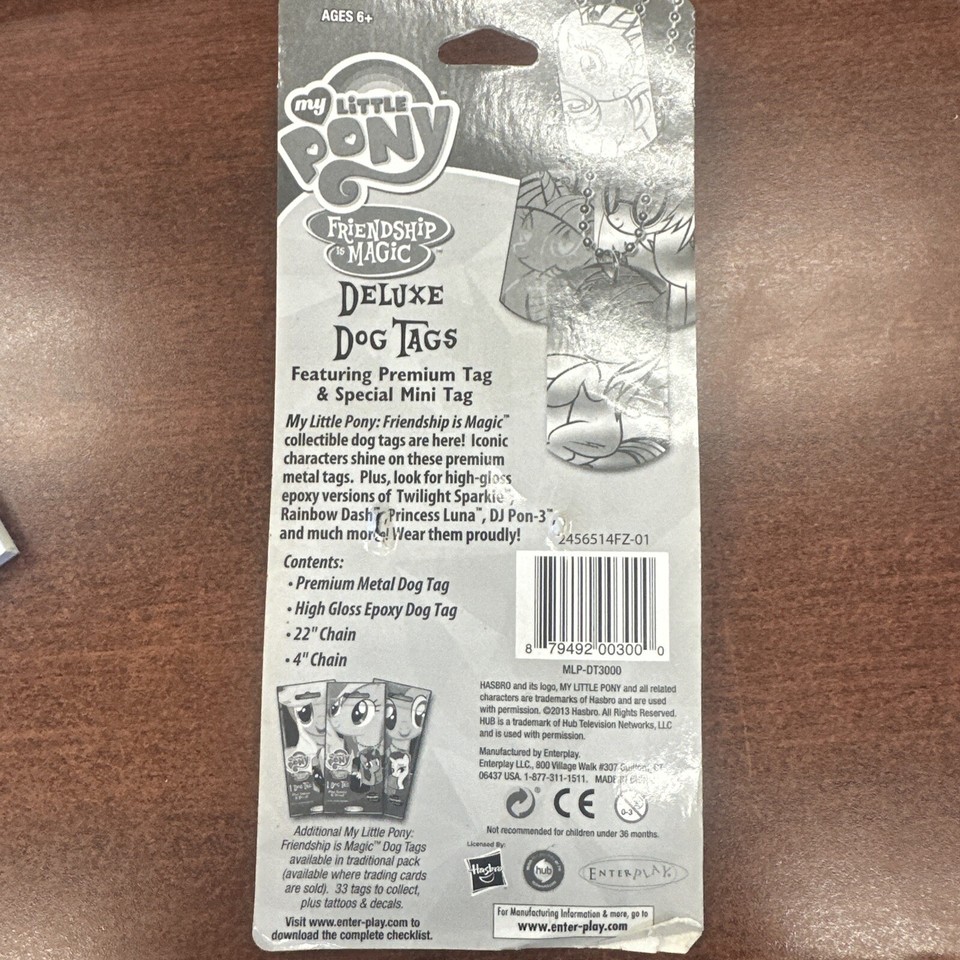 AGES 6+
my LITTLE
PONY
FRIENDSHIP
IS MAGIC™
DELUXE
DOG TAGS
Featuring Premium Tag
& Special Mini Tag
My Little Pony: Friendship is Magic™
collectible dog tags are here! Iconic
characters shine on these premium
metal tags. Plus, look for high-gloss
epoxy versions of Twilight Sparkle™,
Rainbow Dash™, Princess Luna™, DJ Pon-3™
and much more! Wear them proudly!
2456514FZ-01
Contents:
• Premium Metal Dog Tag
• High Gloss Epoxy Dog Tag
• 22" Chain
• 4" Chain
8 79492 00300 0
MLP-DT3000
HASBRO and its logo, MY LITTLE PONY and all related
characters are trademarks of Hasbro and are used
with permission. ©2013 Hasbro. All Rights Reserved.
HUB is a trademark of Hub Television Networks, LLC
and is used with permission.
Manufactured by Enterplay.
Enterplay LLC., 800 Village Walk #307 Guilford, CT
06437 USA. 1-877-311-1511. MADE IN
CE
0-3
Not recommended for children under 36 months.
Licensed By:
Hasbro
hub
ENTERPLAY
For Manufacturing Information & more, go to
www.enter-play.com
PONY
Additional My Little Pony:
Friendship is Magic™ Dog Tags
available in traditional pack
(available where trading cards
are sold). 33 tags to collect,
plus tattoos & decals.
Visit www.enter-play.com to
download the complete checklist.